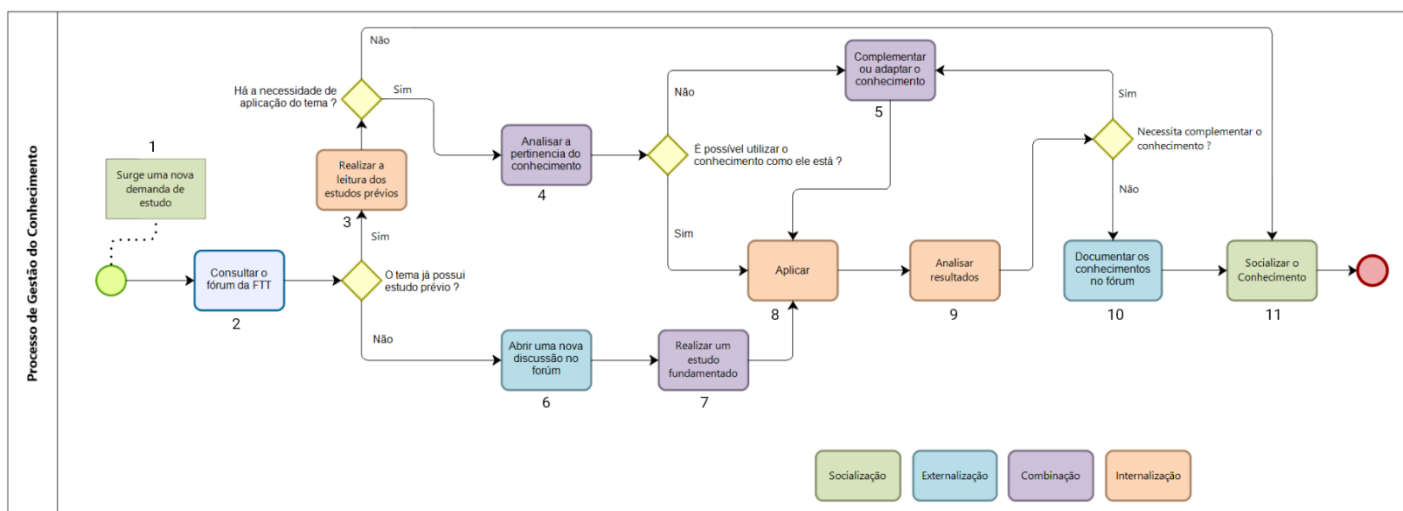 Processo de Gestão do Conhecimento
1
Surge uma nova
demanda de
estudo
Consultar o
fórum da FTT
2
O tema já possui
estudo prévio ?
Sim
Não
Realizar a
leitura dos
estudos prévios
3
Há a necessidade de
aplicação do tema ?
Não
Sim
Analisar a
pertinencia do
conhecimento
4
É possível utilizar o
conhecimento como ele está ?
Não
Sim
Complementar
ou adaptar o
conhecimento
5
Abrir uma nova
discussão no
forúm
6
Realizar um
estudo
fundamentado
7
Aplicar
8
Analisar
resultados
9
Necessita complementar o
conhecimento ?
Sim
Não
Documentar os
conhecimentos
no fórum
10
Socializar o
Conhecimento
11
Socialização
Externalização
Combinação
Internalização